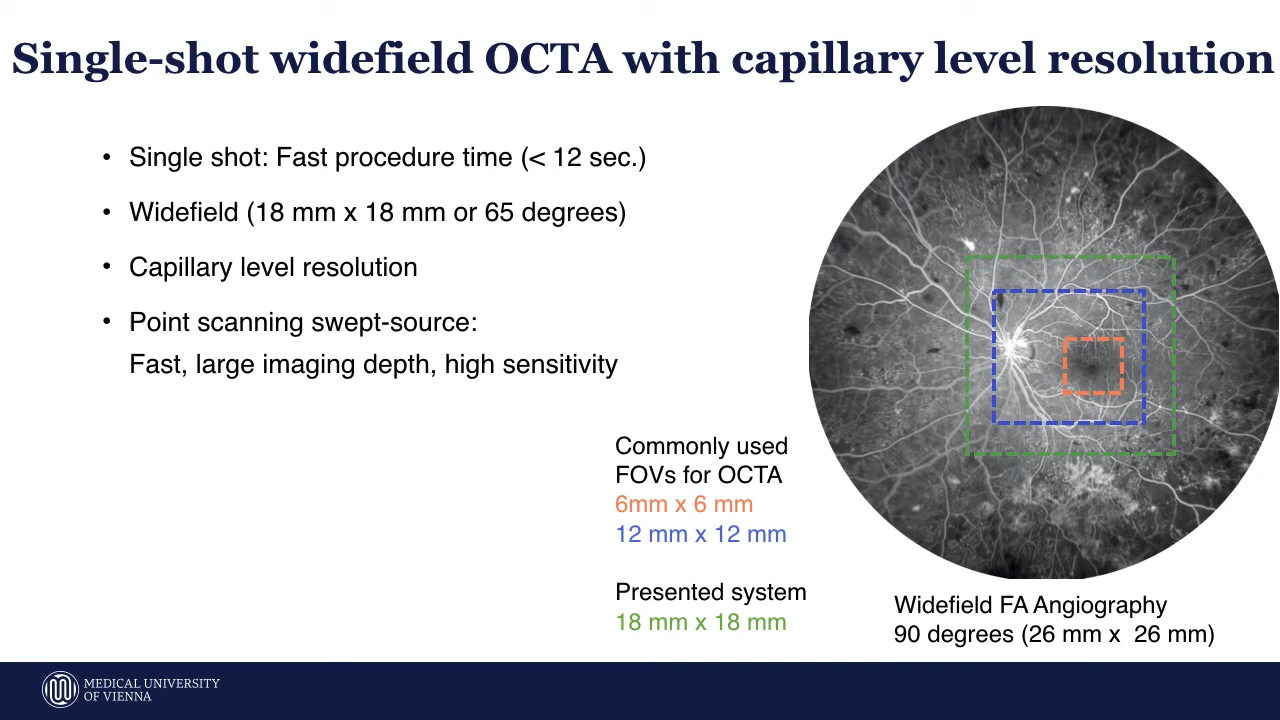 Single-shot widefield OCTA with capillary level resolution
• Single shot: Fast procedure time (< 12 sec.)
• Widefield (18 mm x 18 mm or 65 degrees)
• Capillary level resolution
• Point scanning swept-source:
Fast, large imaging depth, high sensitivity
Commonly used
FOVs for OCTA
6mm x 6 mm
12 mm x 12 mm
Presented system
18 mm x 18 mm
Widefield FA Angiography
90 degrees (26 mm x  26 mm)
MEDICAL UNIVERSITY
OF VIENNA